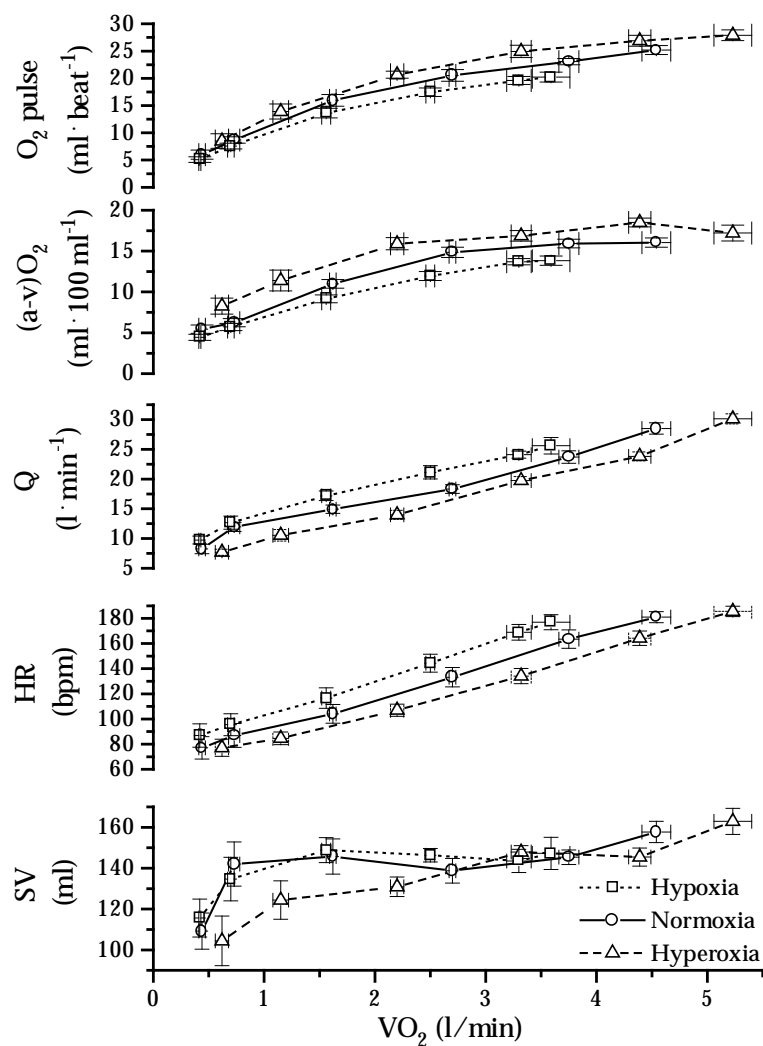 O₂ pulse
(ml·beat⁻¹)
30
25
20
15
10
5
0
(a-v)O₂
(ml·100 ml⁻¹)
20
15
10
5
0
Q
(l·min⁻¹)
30
25
20
15
10
5
HR
(bpm)
180
160
140
120
100
80
60
SV
(ml)
160
140
120
100
Hypoxia
Normoxia
Hyperoxia
0 1 2 3 4 5
VO₂ (l/min)